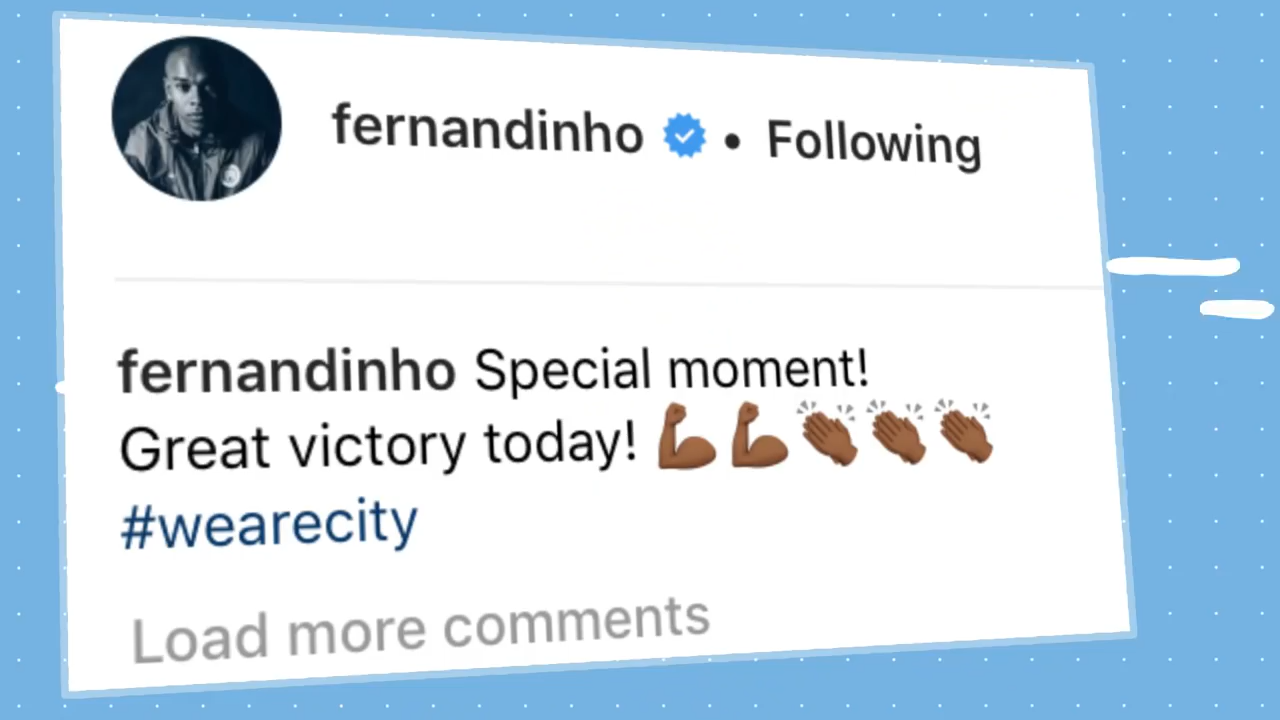 fernandinho • Following
fernandinho Special moment!
Great victory today! 💪🏾💪🏾👏🏾👏🏾👏🏾
#wearecity
Load more comments